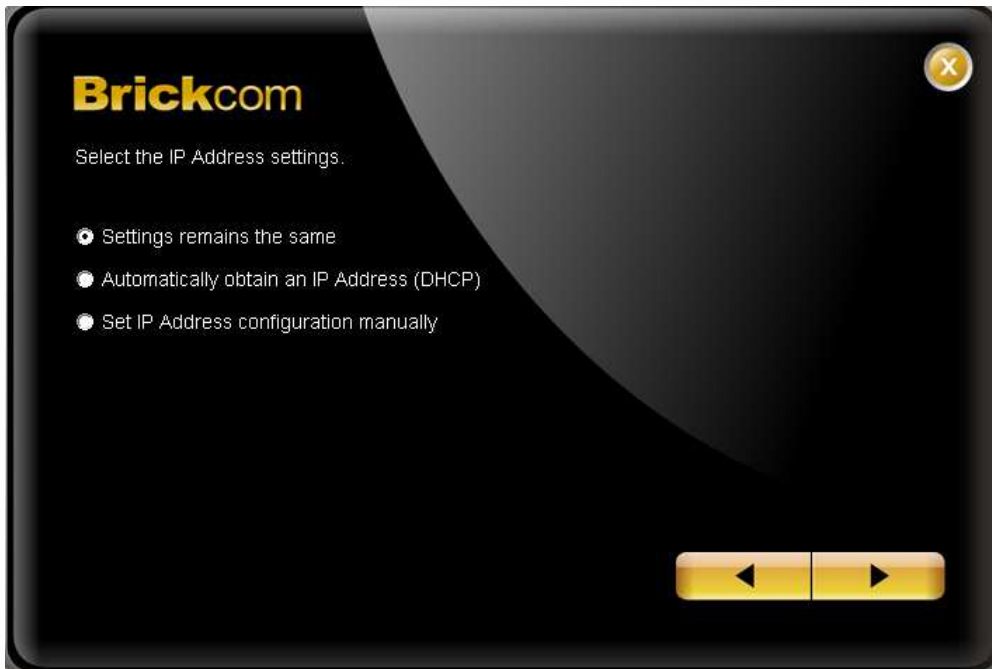 Brickcom
X
Select the IP Address settings.
Settings remains the same
Automatically obtain an IP Address (DHCP)
Set IP Address configuration manually